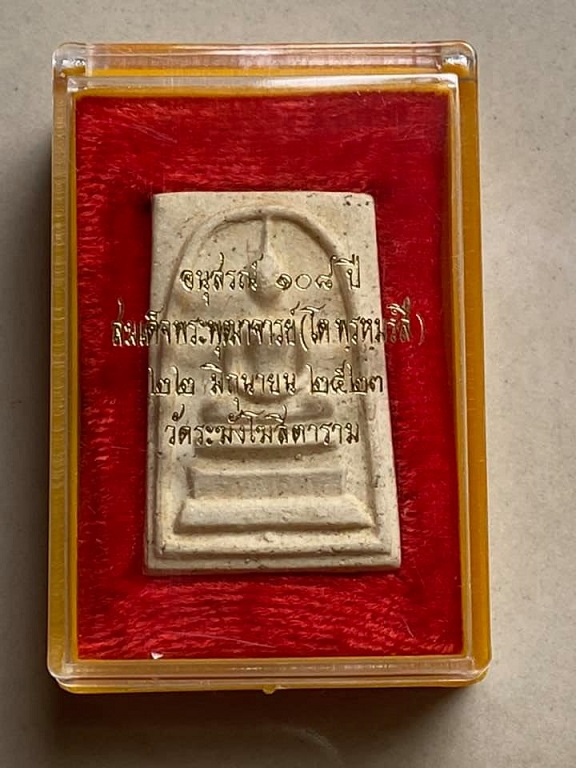 อนุสรณ์ ๑๐๘ ปี
สมเด็จพระพุฒาจารย์ (โต พรหมรังสี)
๒๒ มิถุนายน ๒๕๒๓
วัดระฆังโฆสิตาราม